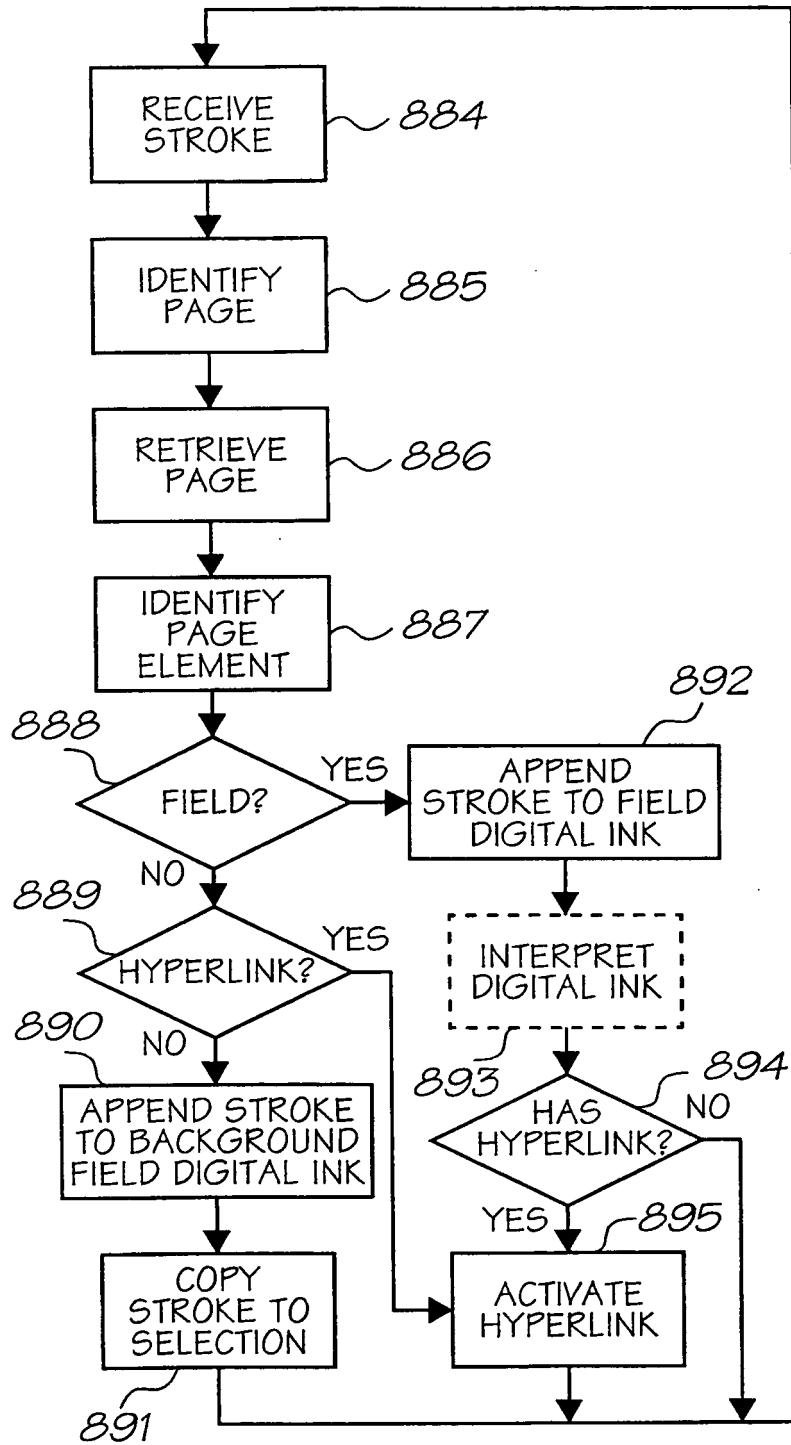 RECEIVE
STROKE
884
IDENTIFY
PAGE
885
RETRIEVE
PAGE
886
IDENTIFY
PAGE
ELEMENT
887
888
FIELD?
YES
NO
892
APPEND
STROKE TO FIELD
DIGITAL INK
889
HYPERLINK?
YES
NO
INTERPRET
DIGITAL INK
893
890
APPEND STROKE
TO BACKGROUND
FIELD DIGITAL INK
894
HAS
HYPERLINK?
NO
YES
895
COPY
STROKE TO
SELECTION
891
ACTIVATE
HYPERLINK